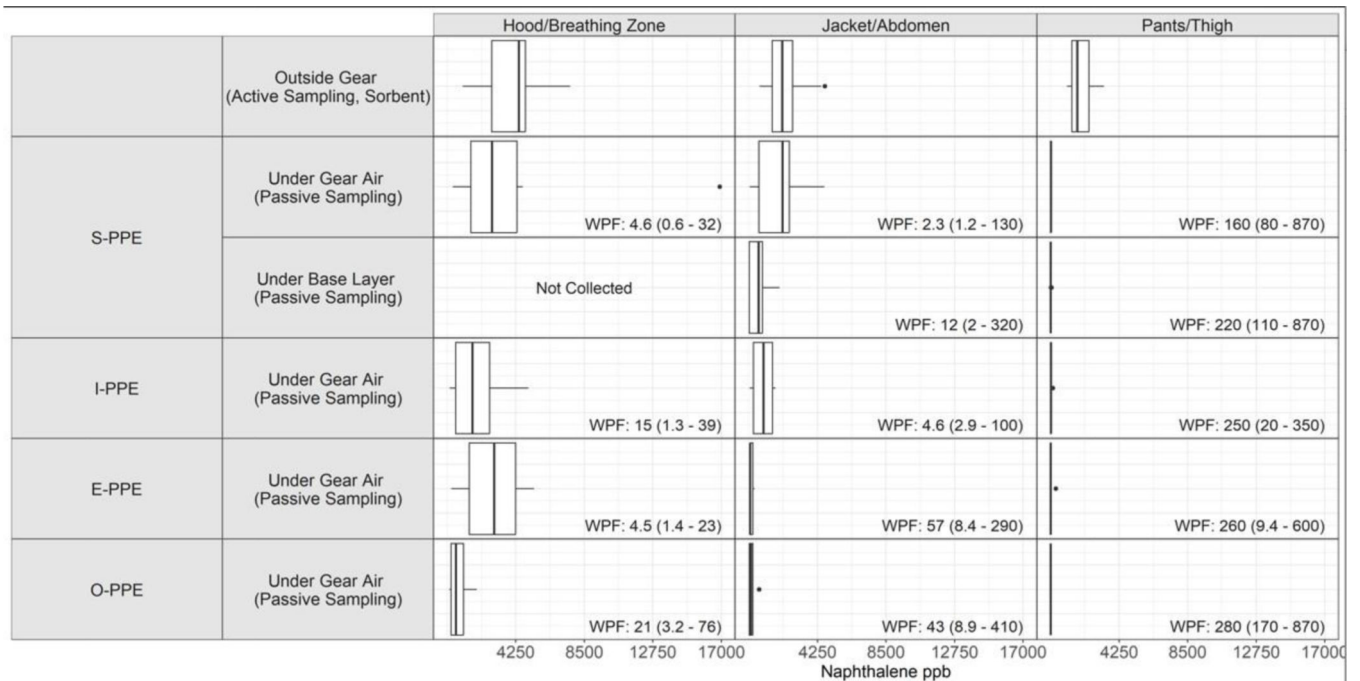 Hood/Breathing Zone Jacket/Abdomen Pants/Thigh
Outside Gear
(Active Sampling, Sorbent)
S-PPE
Under Gear Air
(Passive Sampling)
WPF: 4.6 (0.6 - 32) WPF: 2.3 (1.2 - 130) WPF: 160 (80 - 870)
Under Base Layer
(Passive Sampling)
Not Collected
WPF: 12 (2 - 320) WPF: 220 (110 - 870)
I-PPE
Under Gear Air
(Passive Sampling)
WPF: 15 (1.3 - 39) WPF: 4.6 (2.9 - 100) WPF: 250 (20 - 350)
E-PPE
Under Gear Air
(Passive Sampling)
WPF: 4.5 (1.4 - 23) WPF: 57 (8.4 - 290) WPF: 260 (9.4 - 600)
O-PPE
Under Gear Air
(Passive Sampling)
WPF: 21 (3.2 - 76) WPF: 43 (8.9 - 410) WPF: 280 (170 - 870)
4250 8500 12750 17000 4250 8500 12750 17000 4250 8500 12750 17000
Naphthalene ppb